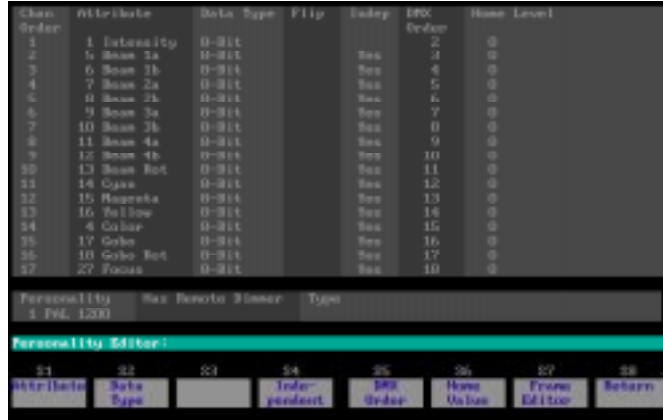 Chan Attribute Data Type Flip Indep DMX Home Level
Order Order
1 1 Intensity 8-Bit 2 0
2 5 Beam 1a 8-Bit Yes 3 0
3 6 Beam 1b 8-Bit Yes 4 0
4 7 Beam 2a 8-Bit Yes 5 0
5 8 Beam 2b 8-Bit Yes 6 0
6 9 Beam 3a 8-Bit Yes 7 0
7 10 Beam 3b 8-Bit Yes 8 0
8 11 Beam 4a 8-Bit Yes 9 0
9 12 Beam 4b 8-Bit Yes 10 0
10 13 Beam Rot 8-Bit Yes 11 0
11 14 Cyan 8-Bit Yes 12 0
12 15 Magenta 8-Bit Yes 13 0
13 16 Yellow 8-Bit Yes 14 0
14 4 Color 8-Bit Yes 15 0
15 17 Gobo 8-Bit Yes 16 0
16 18 Gobo Rot 8-Bit Yes 17 0
17 27 Focus 8-Bit Yes 18 0
Personality Has Remote Dimmer Type
1 PAL 1200
Personality Editor:
S1 S2 S3 S4 S5 S6 S7 S8
Attribute Data Inde- DMX Home Frame Return
Type pendent Order Value Editor